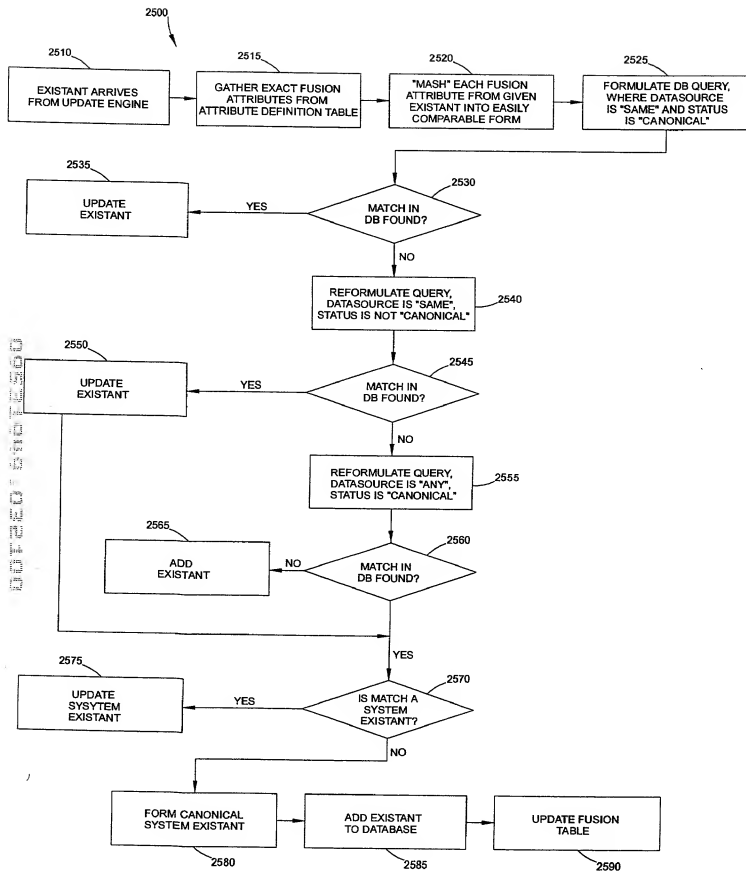 2500
2510
EXISTANT ARRIVES
FROM UPDATE ENGINE
2515
GATHER EXACT FUSION
ATTRIBUTES FROM
ATTRIBUTE DEFINITION TABLE
2520
"MASH" EACH FUSION
ATTRIBUTE FROM GIVEN
EXISTANT INTO EASILY
COMPARABLE FORM
2525
FORMULATE DB QUERY,
WHERE DATASOURCE
IS "SAME" AND STATUS
IS "CANONICAL"
2530
MATCH IN
DB FOUND?
YES
2535
UPDATE
EXISTANT
NO
REFORMULATE QUERY,
DATASOURCE IS "SAME",
STATUS IS NOT "CANONICAL"
2540
2545
MATCH IN
DB FOUND?
YES
2550
UPDATE
EXISTANT
NO
REFORMULATE QUERY,
DATASOURCE IS "ANY",
STATUS IS "CANONICAL"
2555
2560
MATCH IN
DB FOUND?
NO
2565
ADD
EXISTANT
YES
2570
IS MATCH A
SYSTEM
EXISTANT?
YES
2575
UPDATE
SYSYTEM
EXISTANT
NO
FORM CANONICAL
SYSTEM EXISTANT
2580
ADD EXISTANT
TO DATABASE
2585
UPDATE FUSION
TABLE
2590